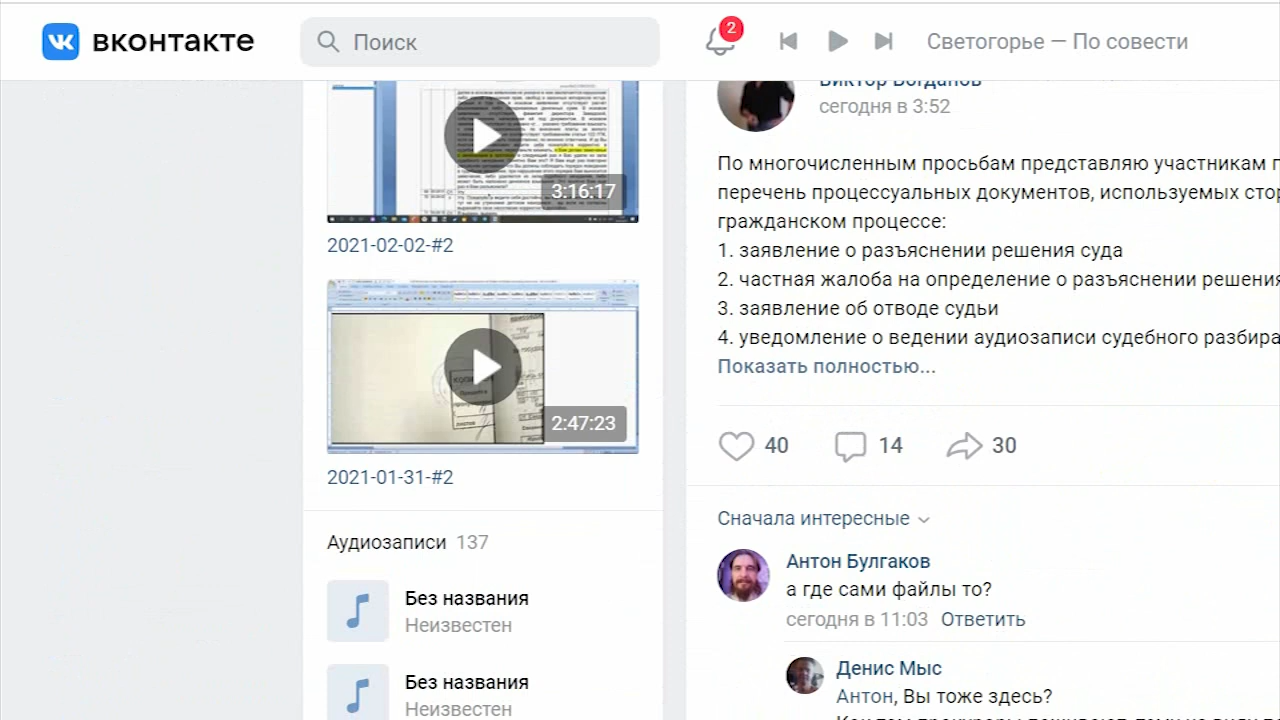 вконтакте
Поиск
2
Светогорье — По совести
3:16:17
2021-02-02-#2
2:47:23
2021-01-31-#2
Аудиозаписи 137
Без названия
Неизвестен
Без названия
Неизвестен
Виктор Богданов
сегодня в 3:52
По многочисленным просьбам представляю
перечень процессуальных документов, используемых
гражданском процессе:
1. заявление о разъяснении решения суда
2. частная жалоба на определение о разъяснении решения
3. заявление об отводе судьи
4. уведомление о ведении аудиозаписи судебного
Показать полностью...
40 14 30
Сначала интересные
Антон Булгаков
а где сами файлы то?
сегодня в 11:03 Ответить
Денис Мыс
Антон, Вы тоже здесь?